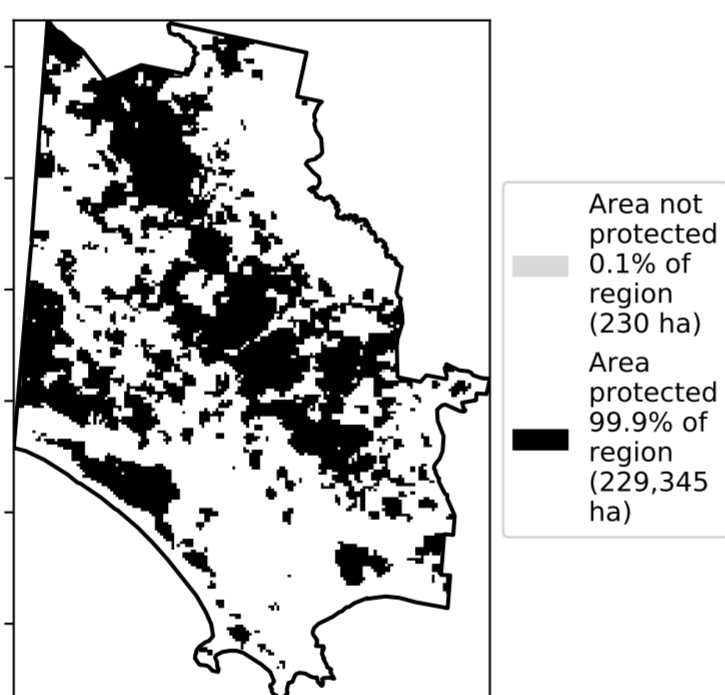 Area not
protected
0.1% of
region
(230 ha)
Area
protected
99.9% of
region
(229,345
ha)